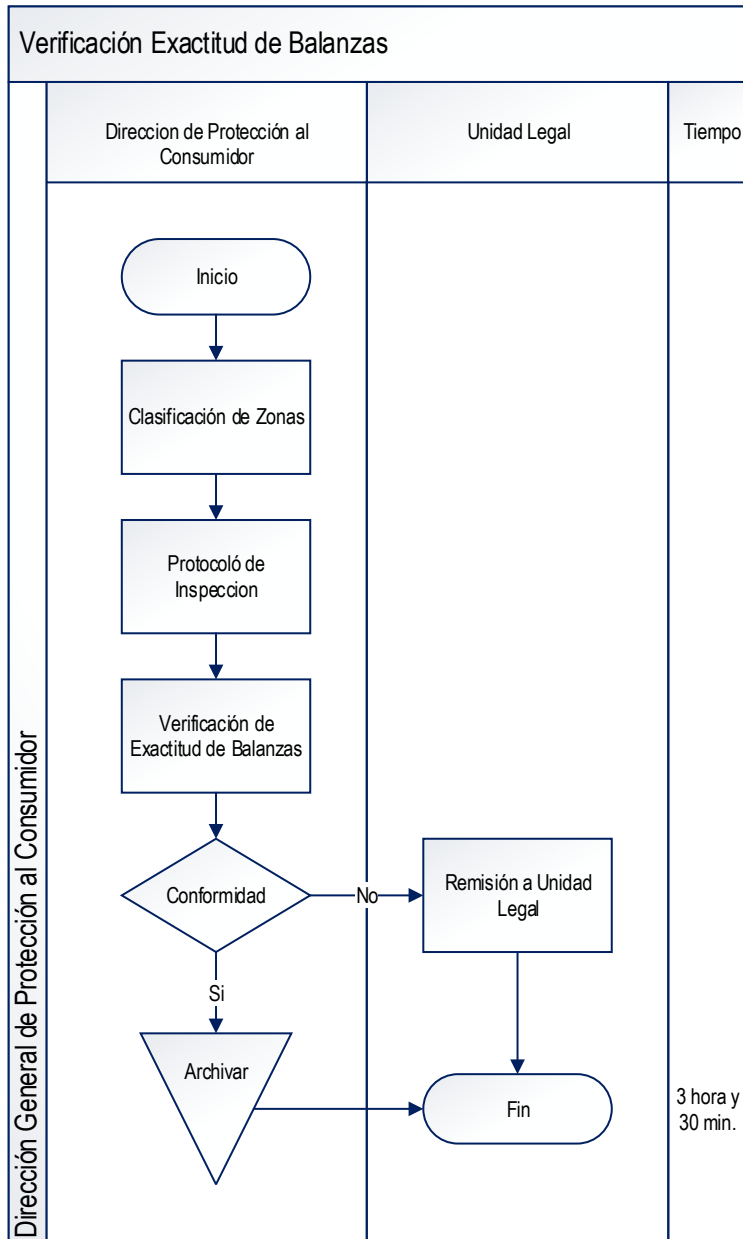 Verificación Exactitud de Balanzas
Direccion de Protección al
Consumidor
Unidad Legal
Tiempo
Dirección General de Protección al Consumidor
Inicio
Clasificación de Zonas
Protocoló de
Inspeccion
Verificación de
Exactitud de Balanzas
Conformidad
No
Remisión a Unidad
Legal
Si
Archivar
Fin
3 hora y
30 min.